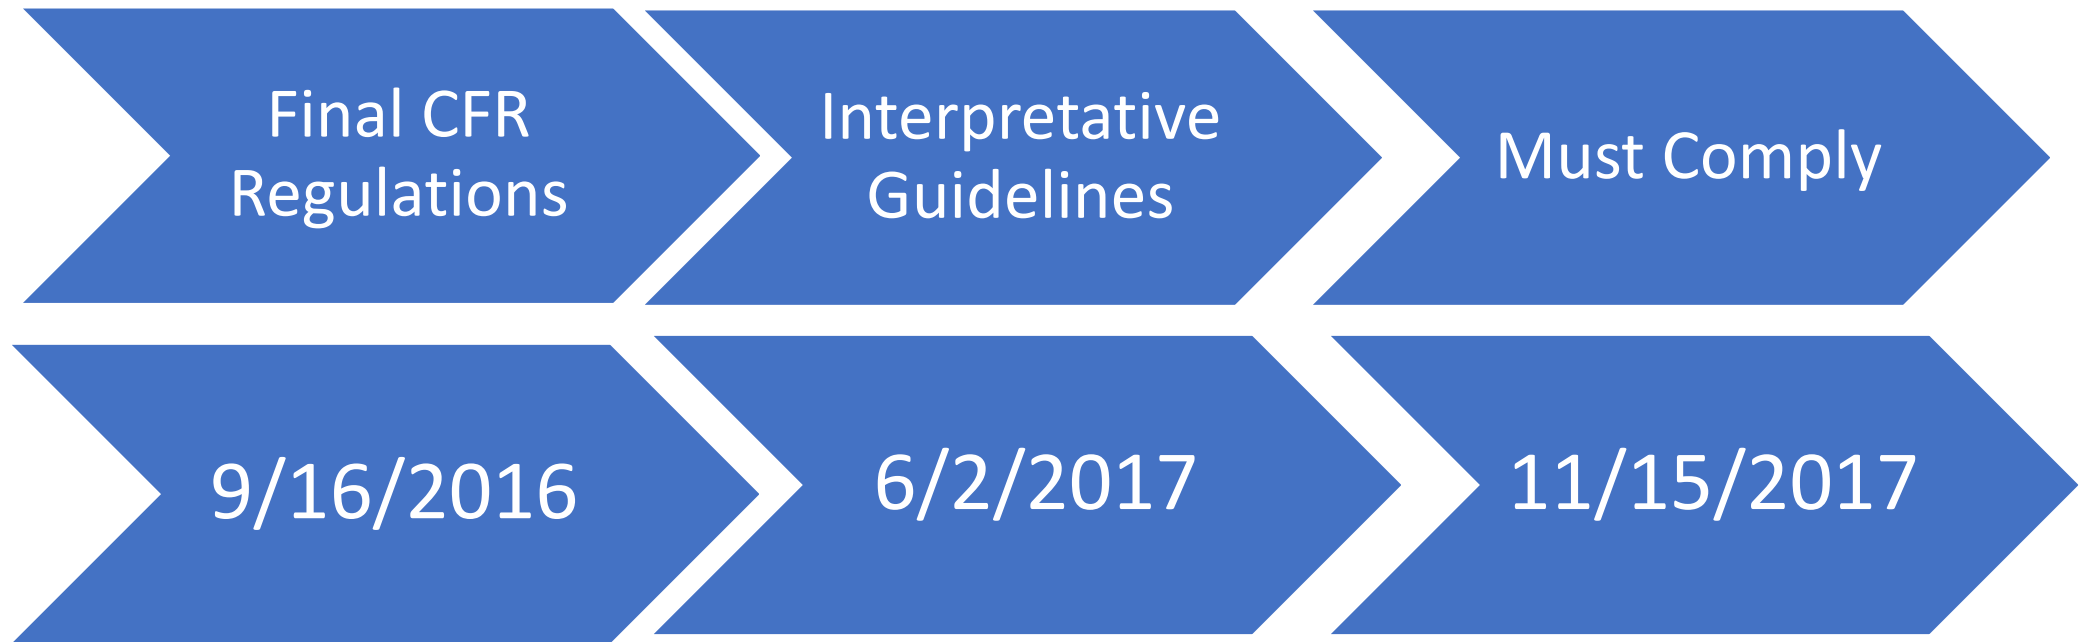 Final CFR
Regulations
Interpretative
Guidelines
Must Comply
9/16/2016
6/2/2017
11/15/2017